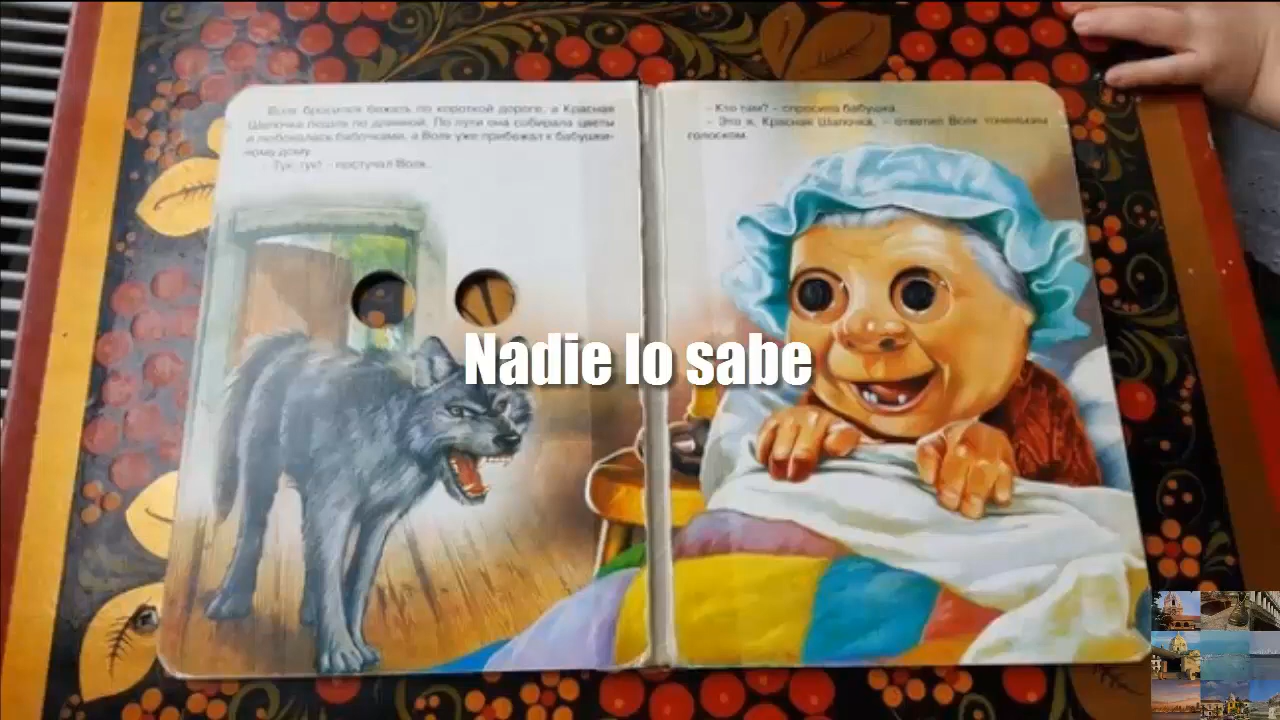 Волк бросился бежать по короткой дороге, а Красная
Шапочка пошла по длинной. По пути она собирала цветы
и любовалась бабочками, а Волк уже прибежал к бабушки-
ному дому.
- Тук, тук! - постучал Волк.
- Кто там? - спросила бабушка.
- Это я, Красная Шапочка, - ответил Волк тоненьким
голоском.
Nadie lo sabe